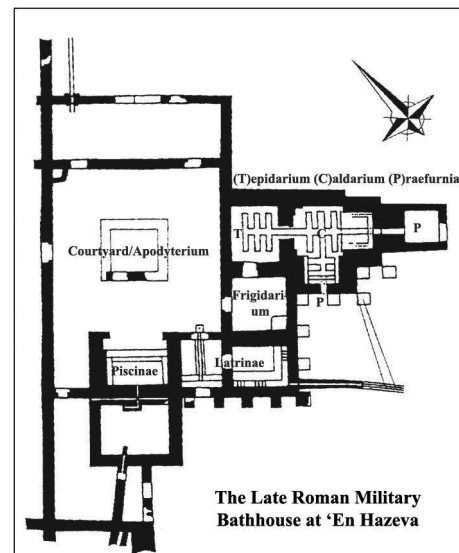 (T)epidarium (C)aldarium (P)raefurnia
T
C
P
Courtyard/Apodyterium
Frigidari-
um
P
Latrinae
Piscinae
The Late Roman Military
Bathhouse at ‘En Hazeva